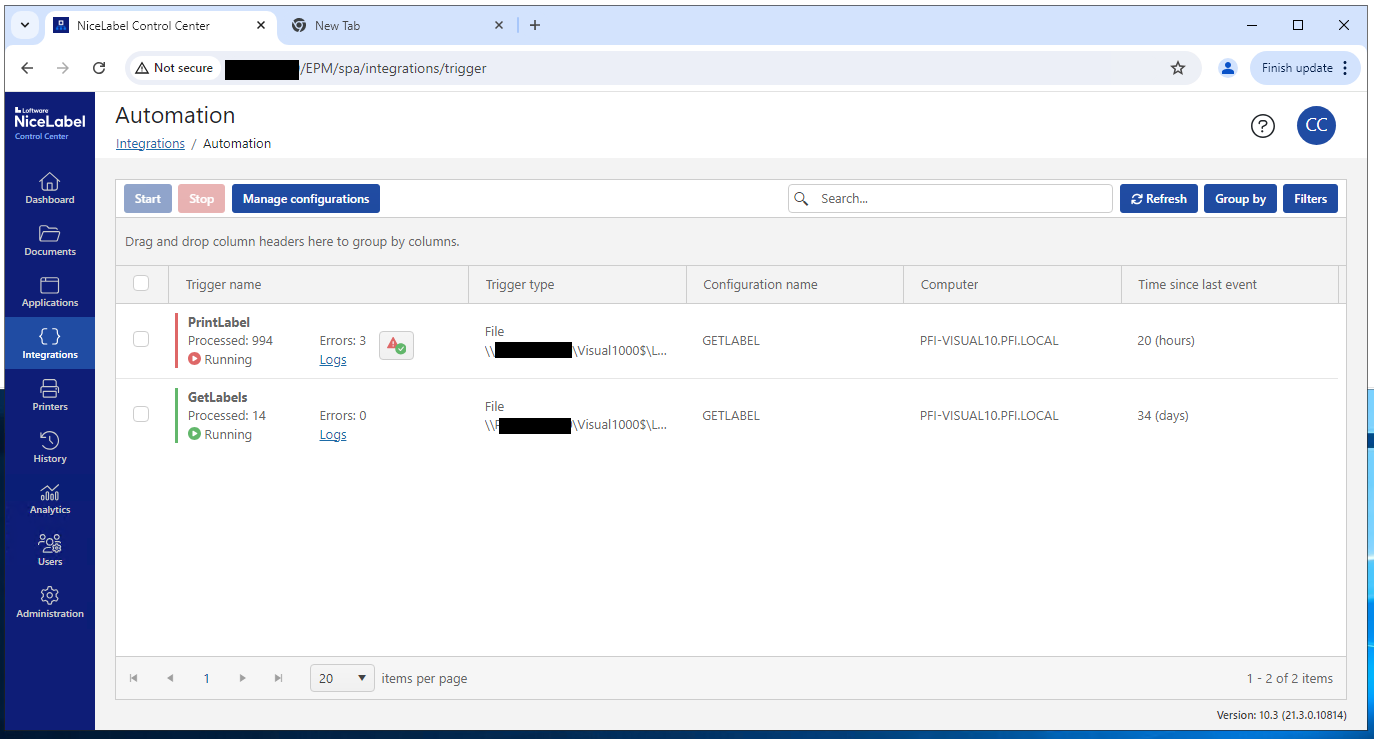 NiceLabel Control Center
New Tab
Not secure
/EPM/spa/integrations/trigger
Finish update
Loftware
NiceLabel
Control Center
Automation
Integrations / Automation
CC
Dashboard
Documents
Applications
Integrations
Printers
History
Analytics
Users
Administration
Start Stop Manage configurations Search... Refresh Group by Filters
Drag and drop column headers here to group by columns.
Trigger name Trigger type Configuration name Computer Time since last event
PrintLabel
Processed: 994 Errors: 3
Running Logs
File
\\ \Visual1000$\L...
GETLABEL
PFI-VISUAL10.PFI.LOCAL
20 (hours)
GetLabels
Processed: 14 Errors: 0
Running Logs
File
\\ \Visual1000$\L...
GETLABEL
PFI-VISUAL10.PFI.LOCAL
34 (days)
1 20 items per page 1 - 2 of 2 items
Version: 10.3 (21.3.0.10814)